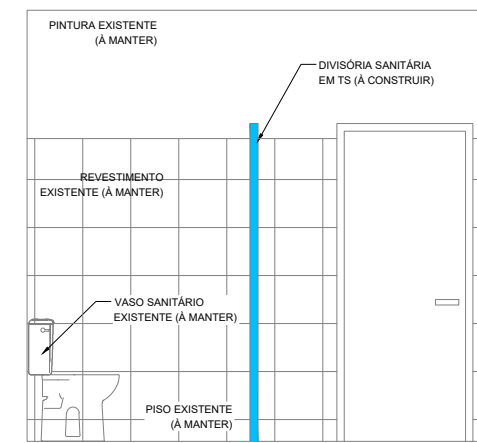 PINTURA EXISTENTE
(À MANTER)
DIVISÓRIA SANITÁRIA
EM TS (À CONSTRUIR)
REVESTIMENTO
EXISTENTE (À MANTER)
VASO SANITÁRIO
EXISTENTE (À MANTER)
PISO EXISTENTE
(À MANTER)